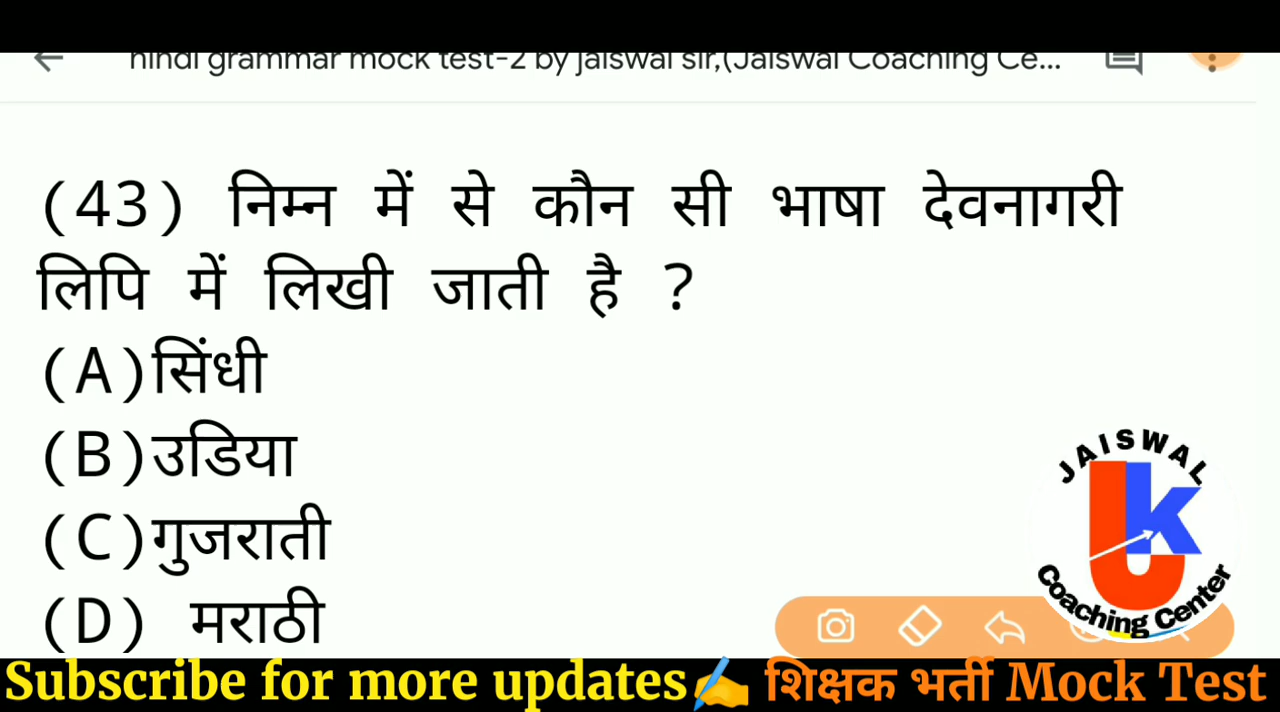 hindi grammar mock test-2 by jaiswal sir,(Jaiswal Coaching Ce...
(43) निम्न में से कौन सी भाषा देवनागरी
लिपि में लिखी जाती है ?
(A)सिंधी
(B)उडिया
(C)गुजराती
(D) मराठी
JAISWAL
JK
Coaching Center
Subscribe for more updates✍️ शिक्षक भर्ती Mock Test